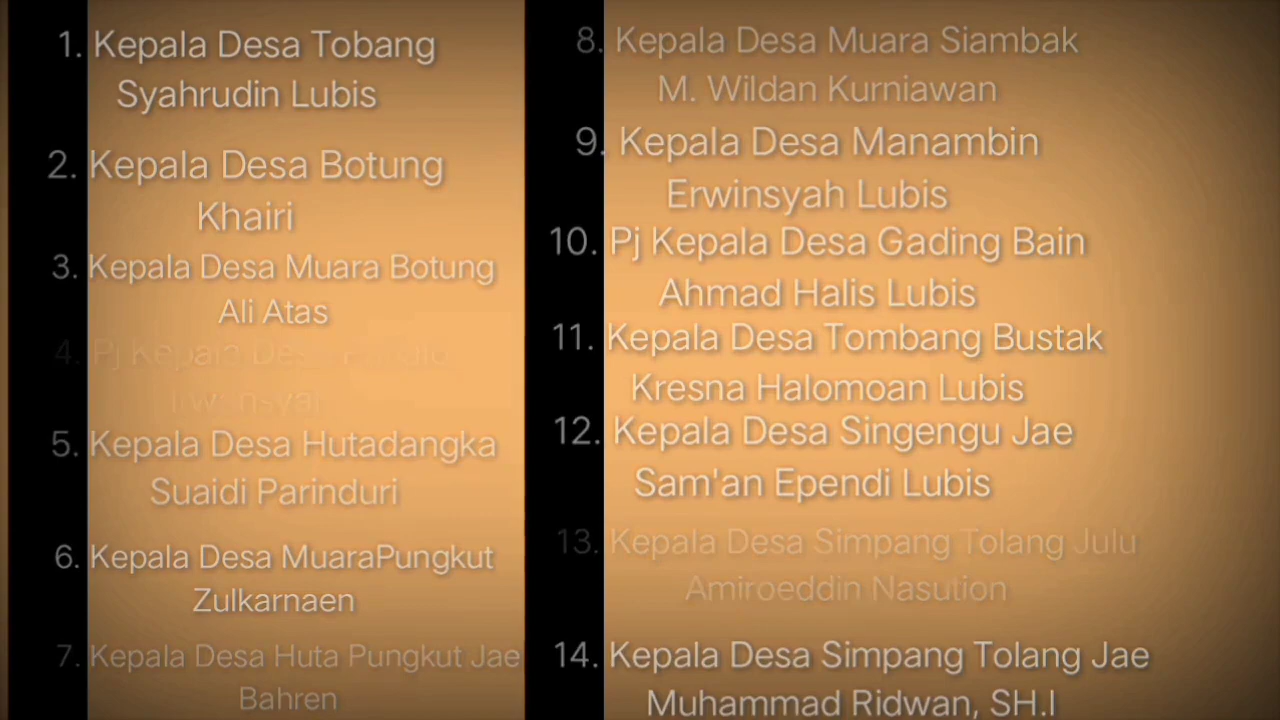 1. Kepala Desa Tobang
Syahrudin Lubis
2. Kepala Desa Botung
Khairi
3. Kepala Desa Muara Botung
Ali Atas
4. Pj Kepala Desa
5. Kepala Desa Hutadangka
Suaidi Parinduri
6. Kepala Desa MuaraPungkut
Zulkarnaen
7. Kepala Desa Huta Pungkut Jae
Bahren
8. Kepala Desa Muara Siambak
M. Wildan Kurniawan
9. Kepala Desa Manambin
Erwinsyah Lubis
10. Pj Kepala Desa Gading Bain
Ahmad Halis Lubis
11. Kepala Desa Tombang Bustak
Kresna Halomoan Lubis
12. Kepala Desa Singengu Jae
Sam'an Ependi Lubis
13. Kepala Desa Simpang Tolang Julu
Amiroeddin Nasution
14. Kepala Desa Simpang Tolang Jae
Muhammad Ridwan, SH.I